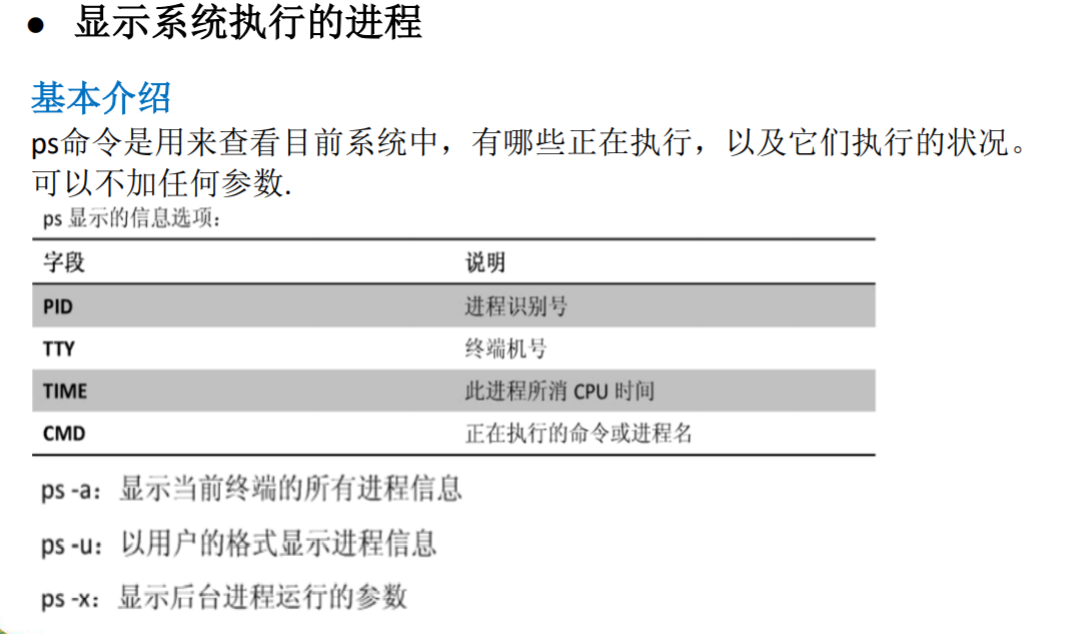 ● 显示系统执行的进程
基本介绍
ps命令是用来查看目前系统中，有哪些正在执行，以及它们执行的状况。
可以不加任何参数.
ps 显示的信息选项：
字段 说明
PID 进程识别号
TTY 终端机号
TIME 此进程所消 CPU 时间
CMD 正在执行的命令或进程名
ps -a：显示当前终端的所有进程信息
ps -u：以用户的格式显示进程信息
ps -x：显示后台进程运行的参数